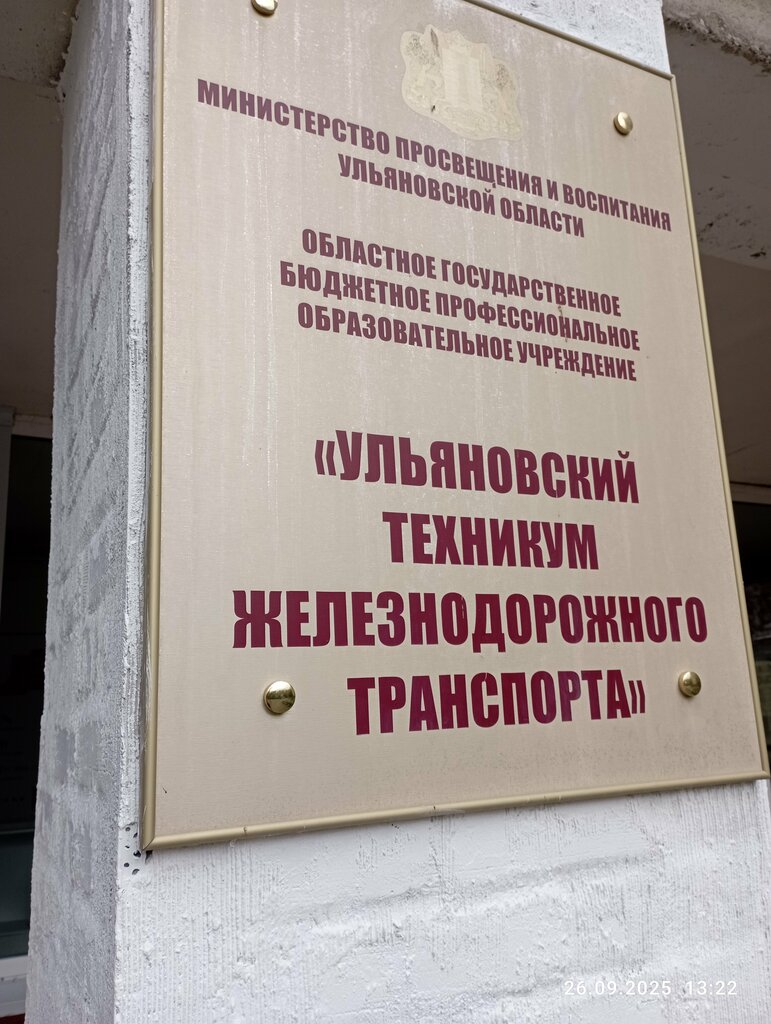 МИНИСТЕРСТВО ПРОСВЕЩЕНИЯ И ВОСПИТАНИЯ
УЛЬЯНОВСКОЙ ОБЛАСТИ
ОБЛАСТНОЕ ГОСУДАРСТВЕННОЕ
БЮДЖЕТНОЕ ПРОФЕССИОНАЛЬНОЕ
ОБРАЗОВАТЕЛЬНОЕ УЧРЕЖДЕНИЕ
«УЛЬЯНОВСКИЙ
ТЕХНИКУМ
ЖЕЛЕЗНОДОРОЖНОГО
ТРАНСПОРТА»
26.09.2025 13:22